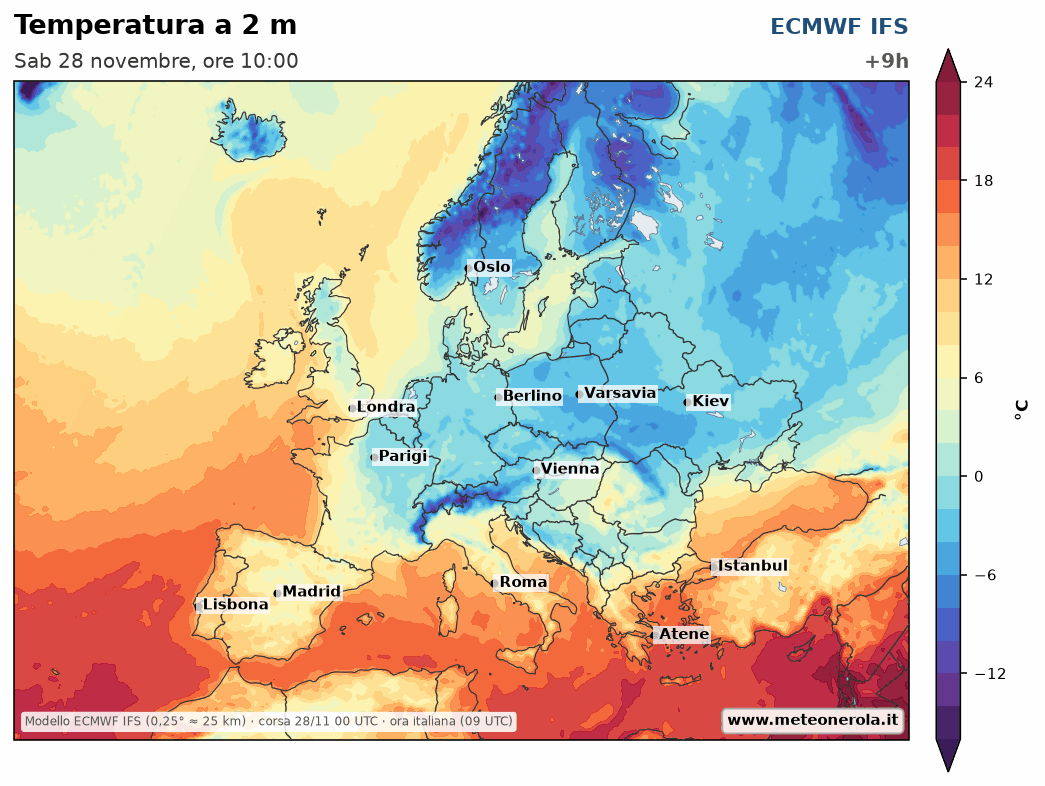 Temperatura a 2 m
ECMWF IFS
Sab 28 novembre, ore 10:00
+9h
24
18
12
6
0
−6
−12
°C
Oslo
Berlino
Varsavia
Kiev
Londra
Parigi
Vienna
Istanbul
Roma
Madrid
Lisbona
Atene
Modello ECMWF IFS (0,25° ≈ 25 km) · corsa 28/11 00 UTC · ora italiana (09 UTC)
www.meteonerola.it